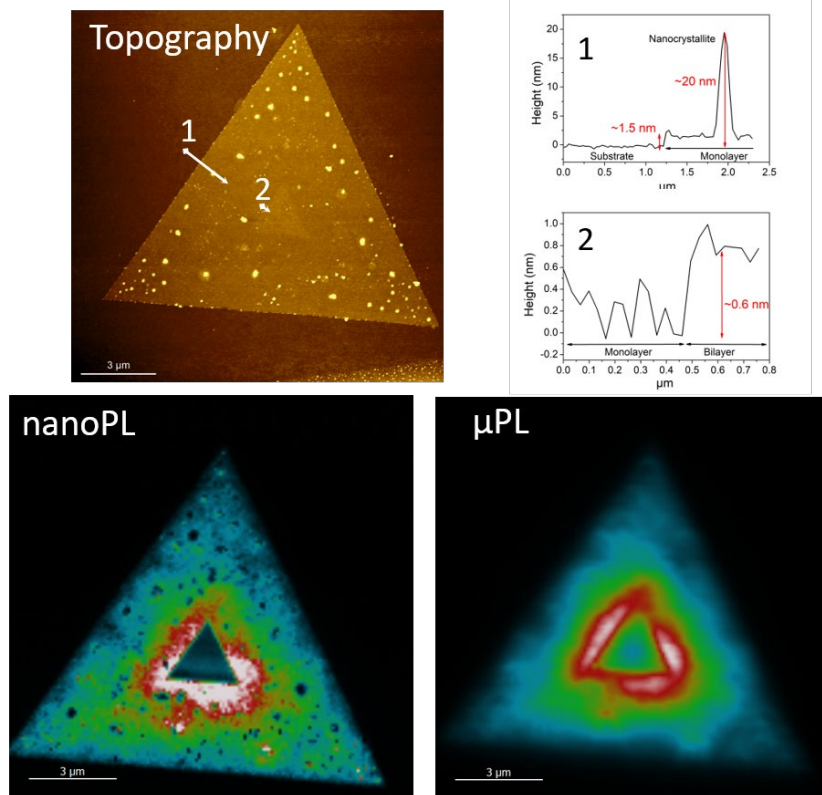 Topography
1
2
3 µm
1
Nanocrystallite
~20 nm
~1.5 nm
Substrate
Monolayer
Height (nm)
20
15
10
5
0
0.0 0.5 1.0 1.5 2.0 2.5
µm
2
~0.6 nm
Monolayer
Bilayer
Height (nm)
1.0
0.8
0.6
0.4
0.2
0.0
-0.2
0.0 0.1 0.2 0.3 0.4 0.5 0.6 0.7 0.8
µm
nanoPL
3 µm
µPL
3 µm